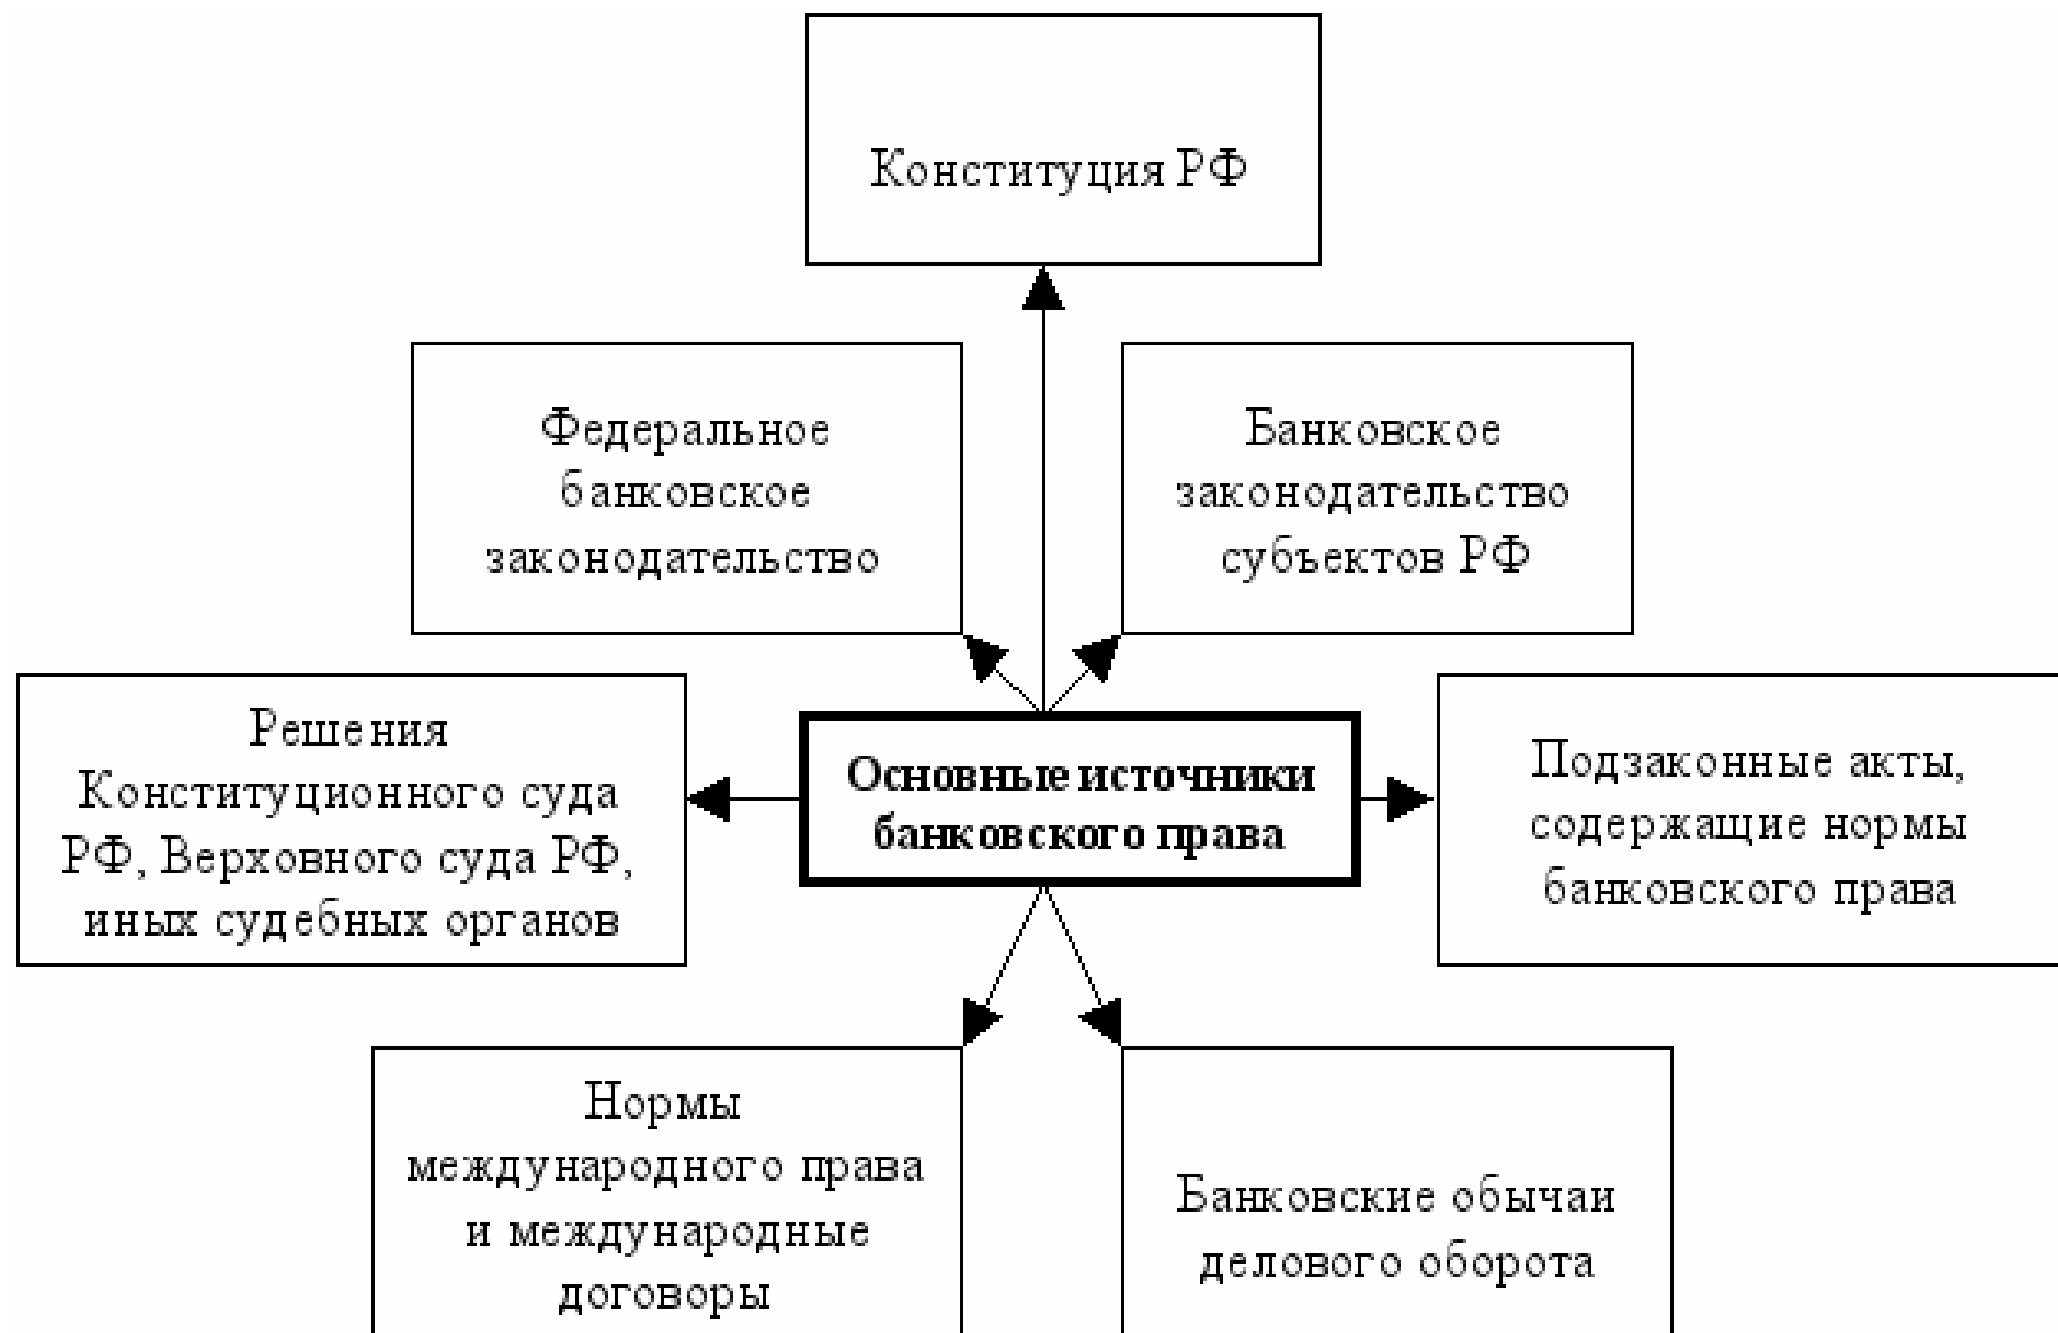 Конституция РФ
Федеральное
банковское
законодательство
Банковское
законодательство
субъектов РФ
Решения
Конституционного суда
РФ, Верховного суда РФ,
иных судебных органов
Основные источники
банковского права
Подзаконные акты,
содержащие нормы
банковского права
Нормы
международного права
и международные
договоры
Банковские обычаи
делового оборота